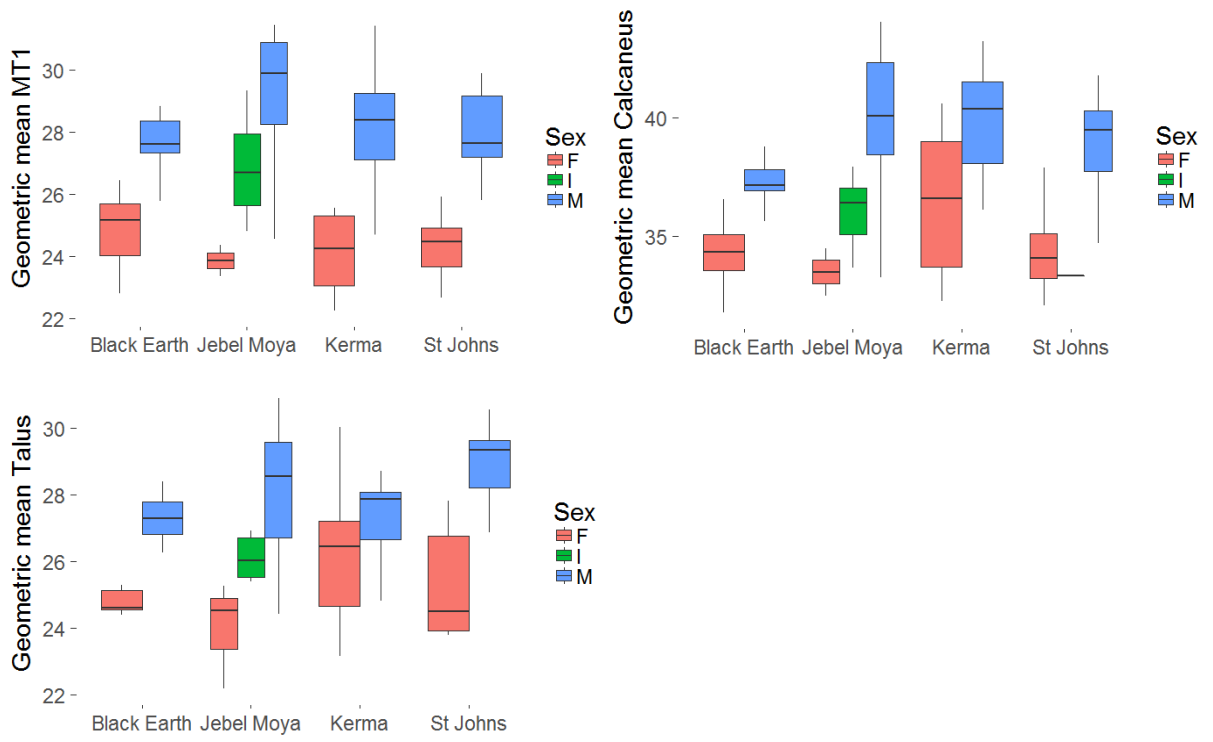 Geometric mean MT1
30
28
26
24
22
Black Earth Jebel Moya Kerma St Johns
Sex
F
I
M
Geometric mean Calcaneus
40
35
Black Earth Jebel Moya Kerma St Johns
Sex
F
I
M
Geometric mean Talus
30
28
26
24
22
Black Earth Jebel Moya Kerma St Johns
Sex
F
I
M